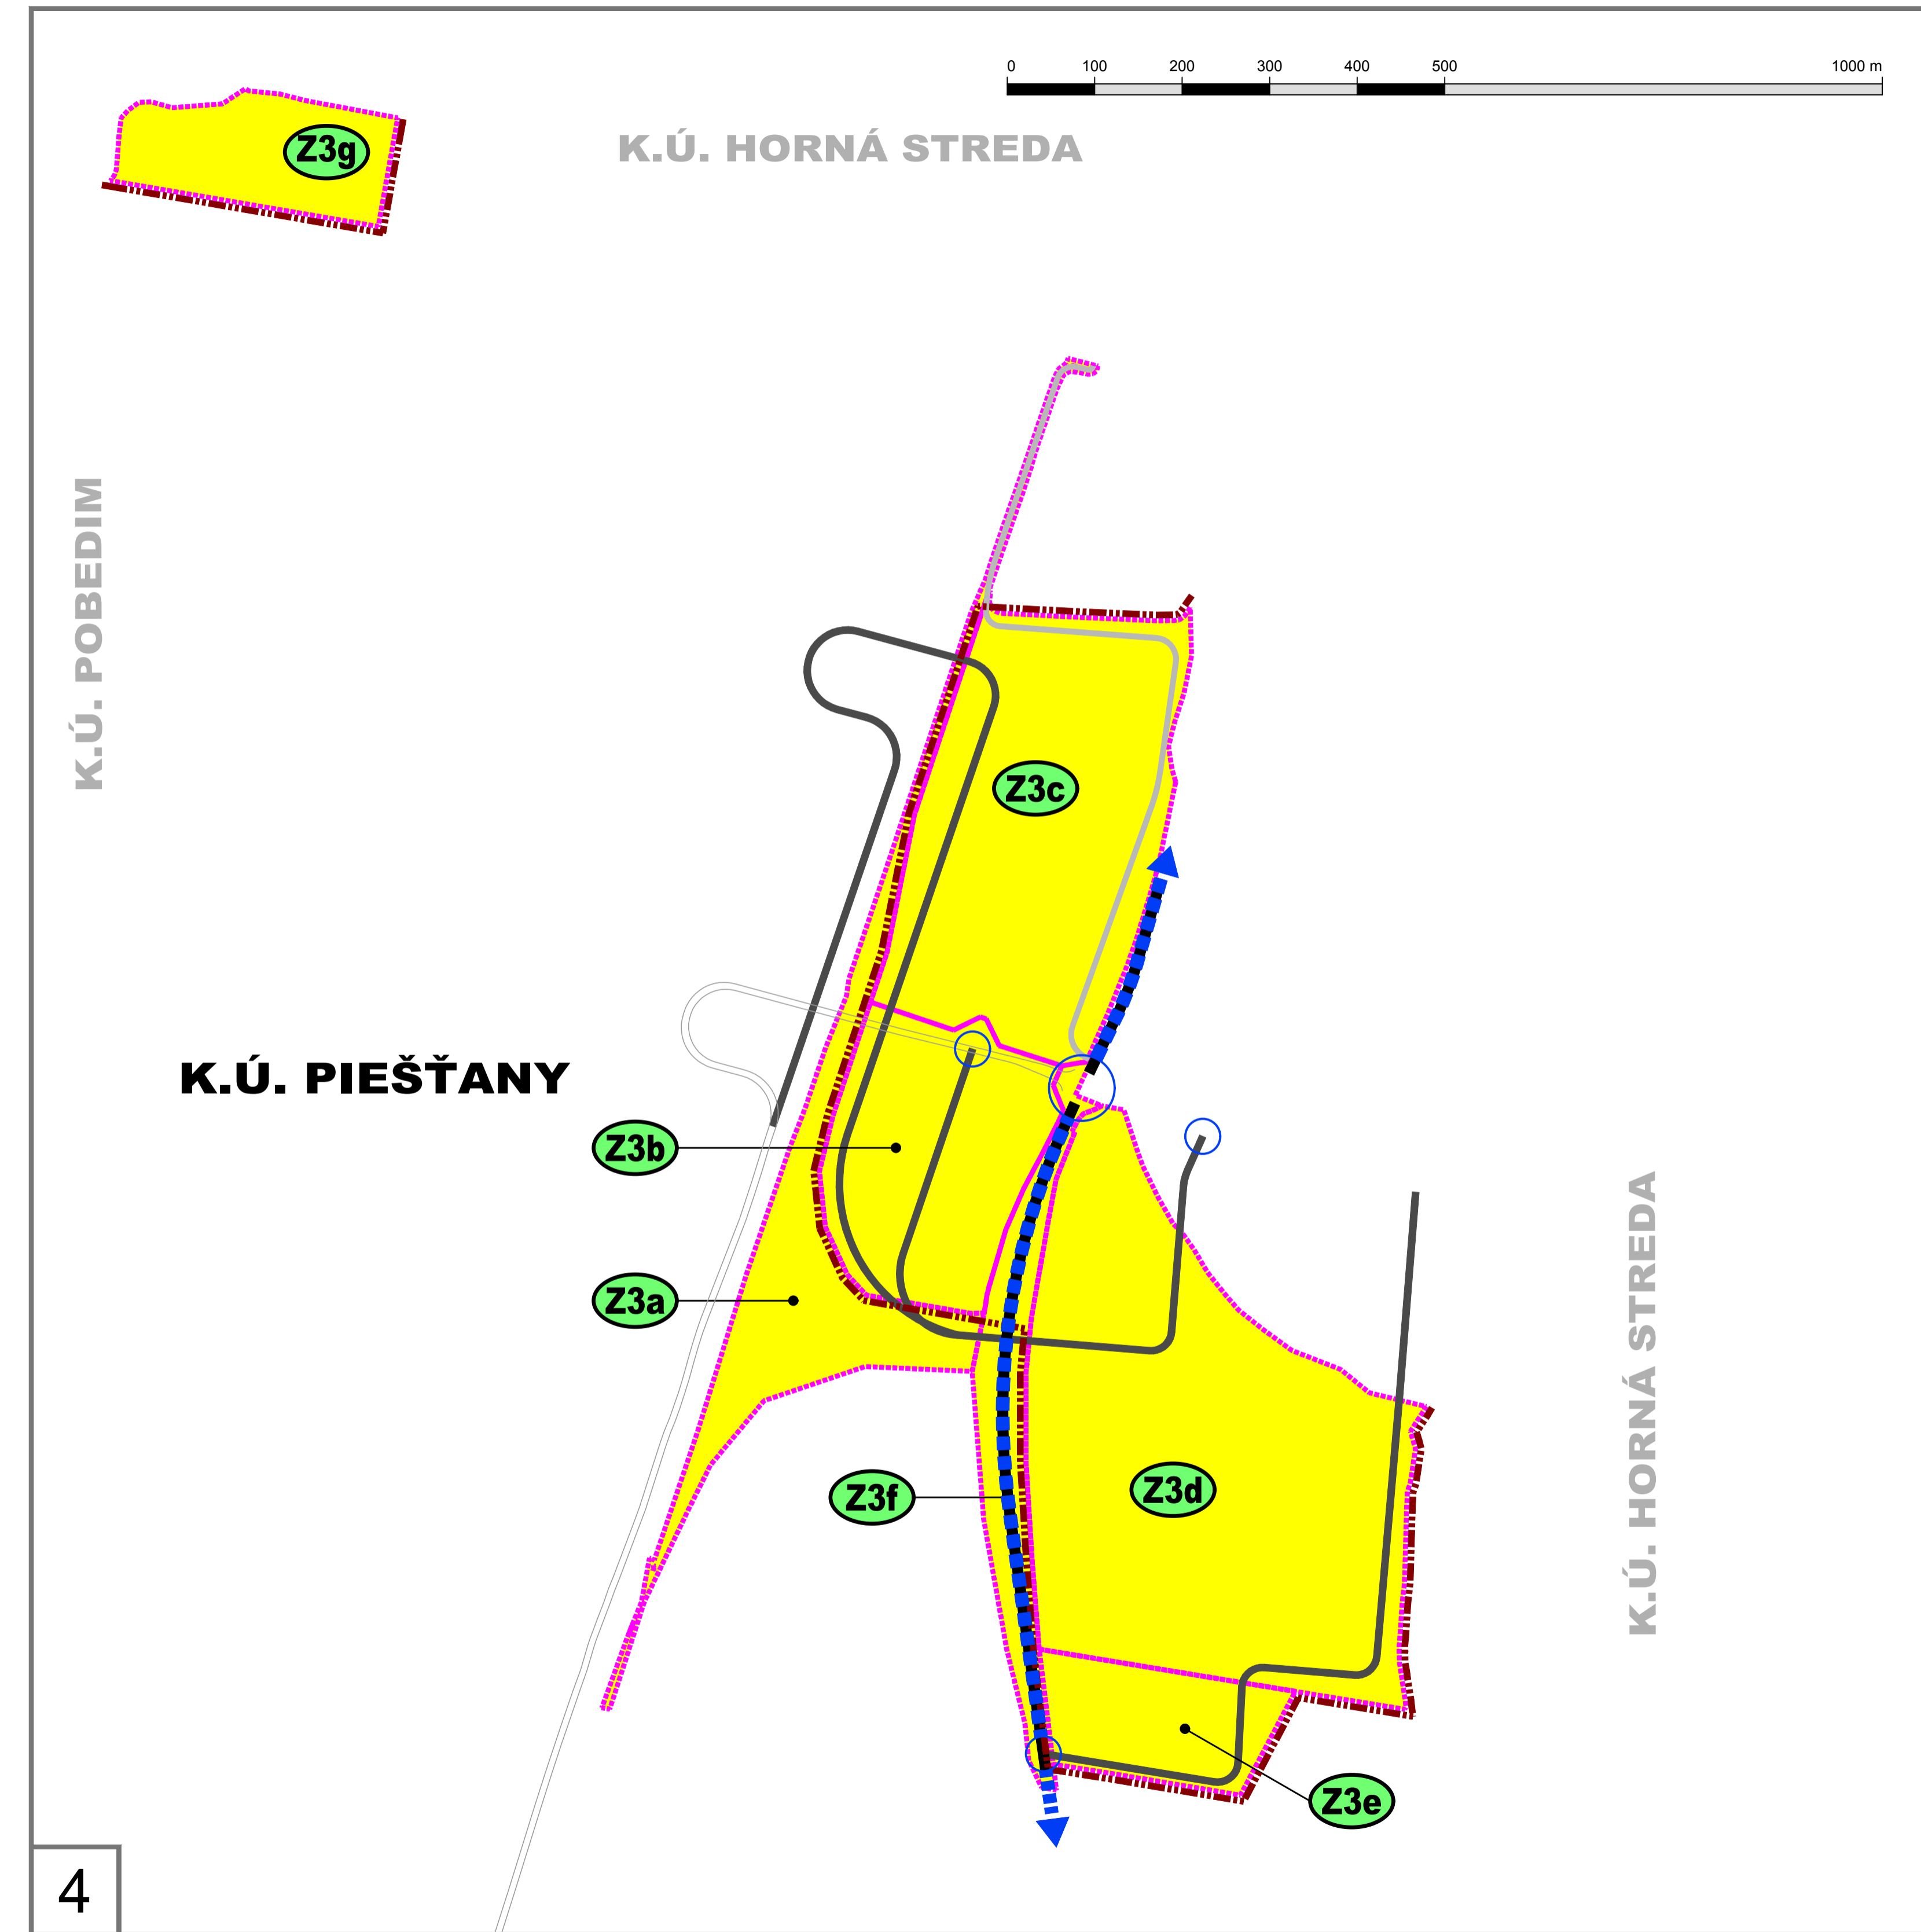 0 100 200 300 400 500 1000 m
Z3g
K.Ú. HORNÁ STREDA
K.Ú. POBEDIM
Z3c
K.Ú. PIEŠŤANY
Z3b
K.Ú. HORNÁ STREDA
Z3a
Z3f
Z3d
Z3e
4